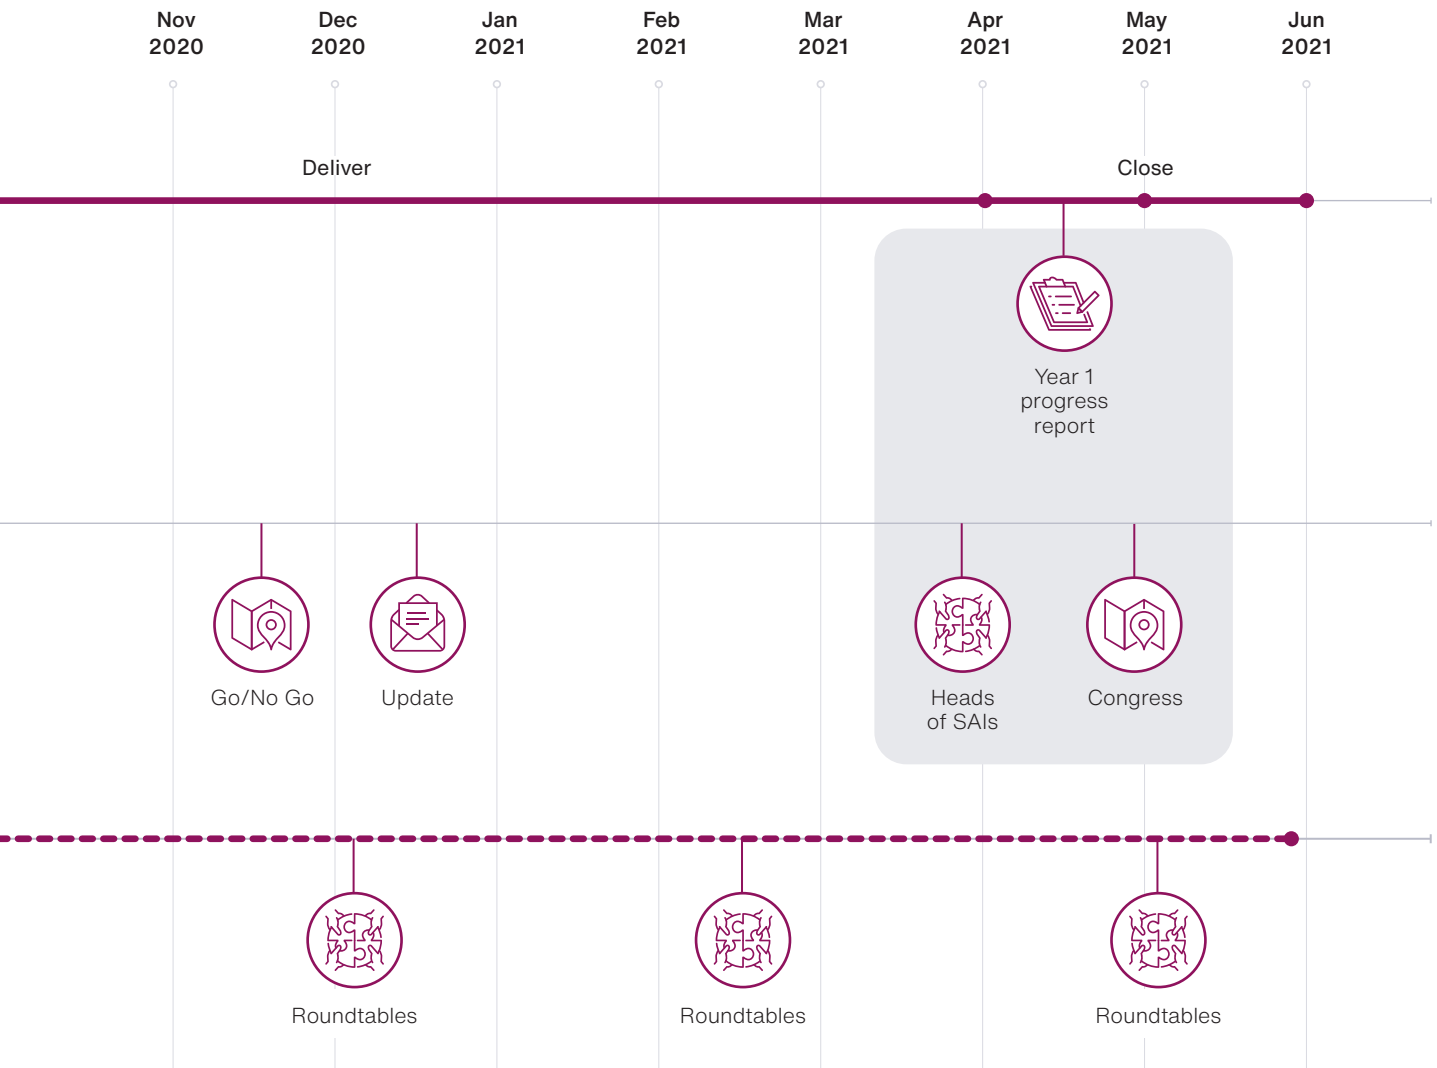 Nov
2020
Dec
2020
Jan
2021
Feb
2021
Mar
2021
Apr
2021
May
2021
Jun
2021
Deliver
Close
Year 1
progress
report
Go/No Go
Update
Heads
of SAIs
Congress
Roundtables
Roundtables
Roundtables